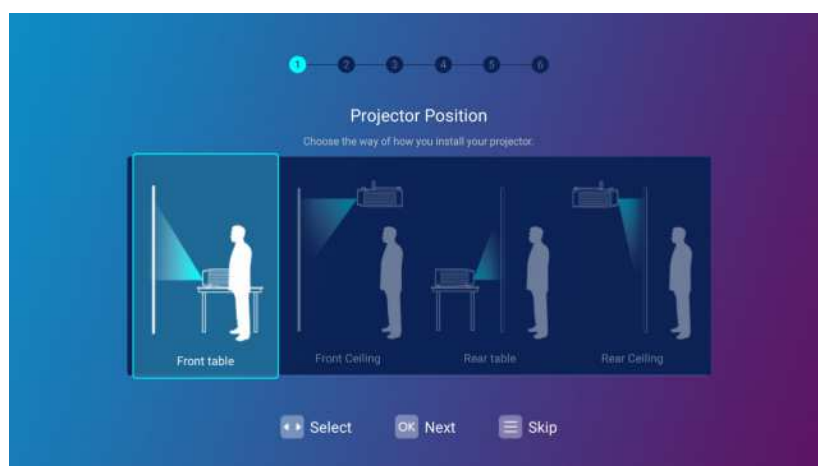 1 2 3 4 5 6
Projector Position
Choose the way of how you install your projector.
Front table Front Ceiling Rear table Rear Ceiling
Select OK Next Skip